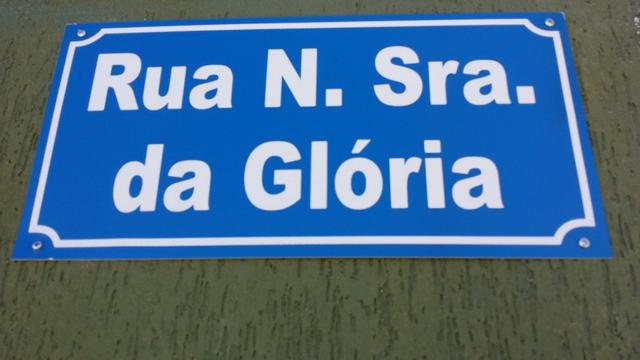 Rua N. Sra.
da Glória